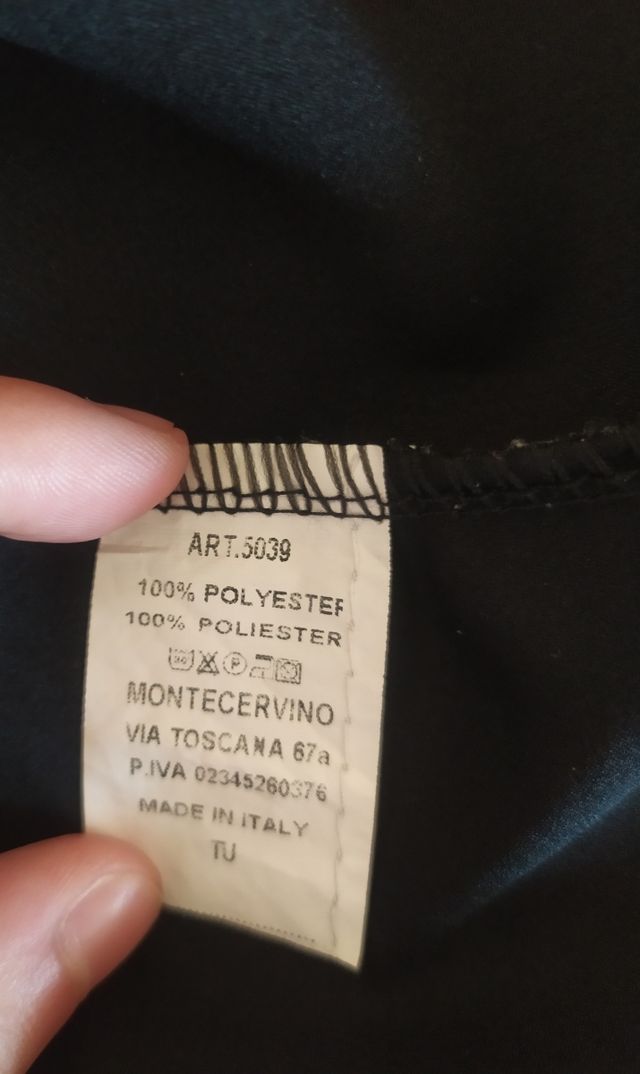 ART.5039
100% POLYESTER
100% POLIESTER
MONTECERVINO
VIA TOSCANA 67a
P.IVA 02345260376
MADE IN ITALY
TU